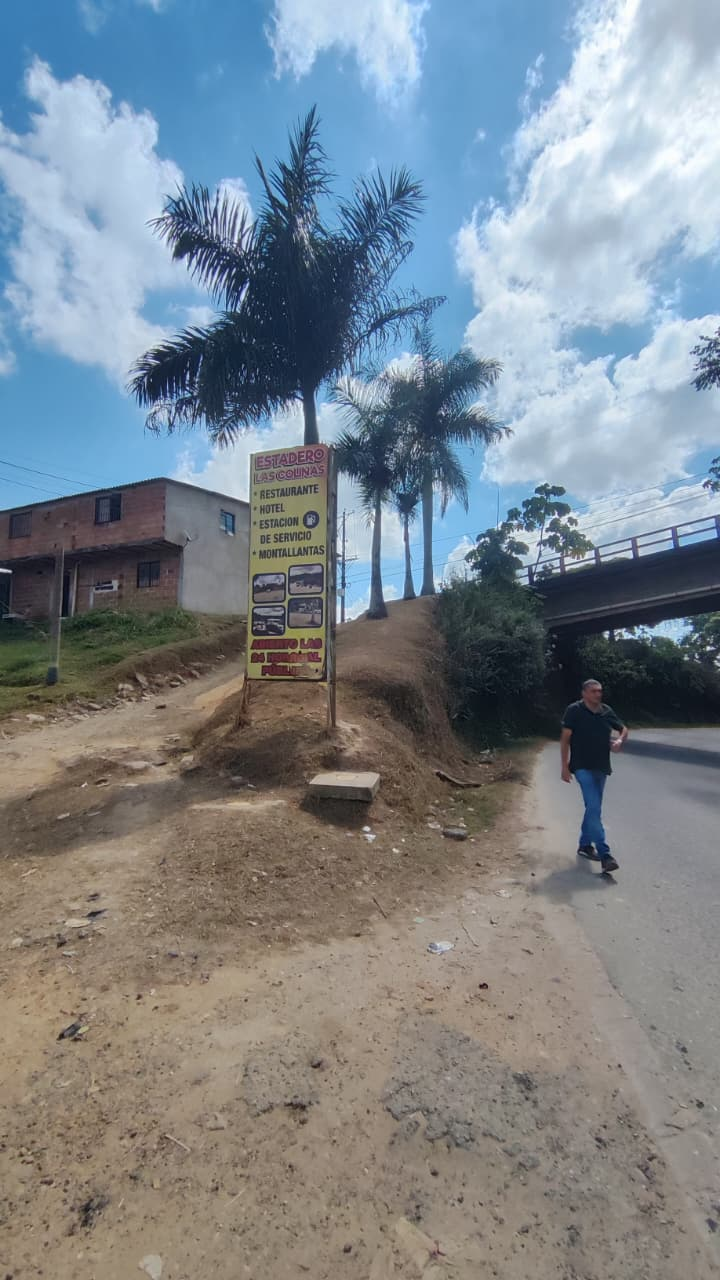 ESTADERO
LAS COLINAS
* RESTAURANTE
* HOTEL
* ESTACION
DE SERVICIO
* MONTALLANTAS
ABIERTO LAS
24 HORAS AL
PÚBLICO